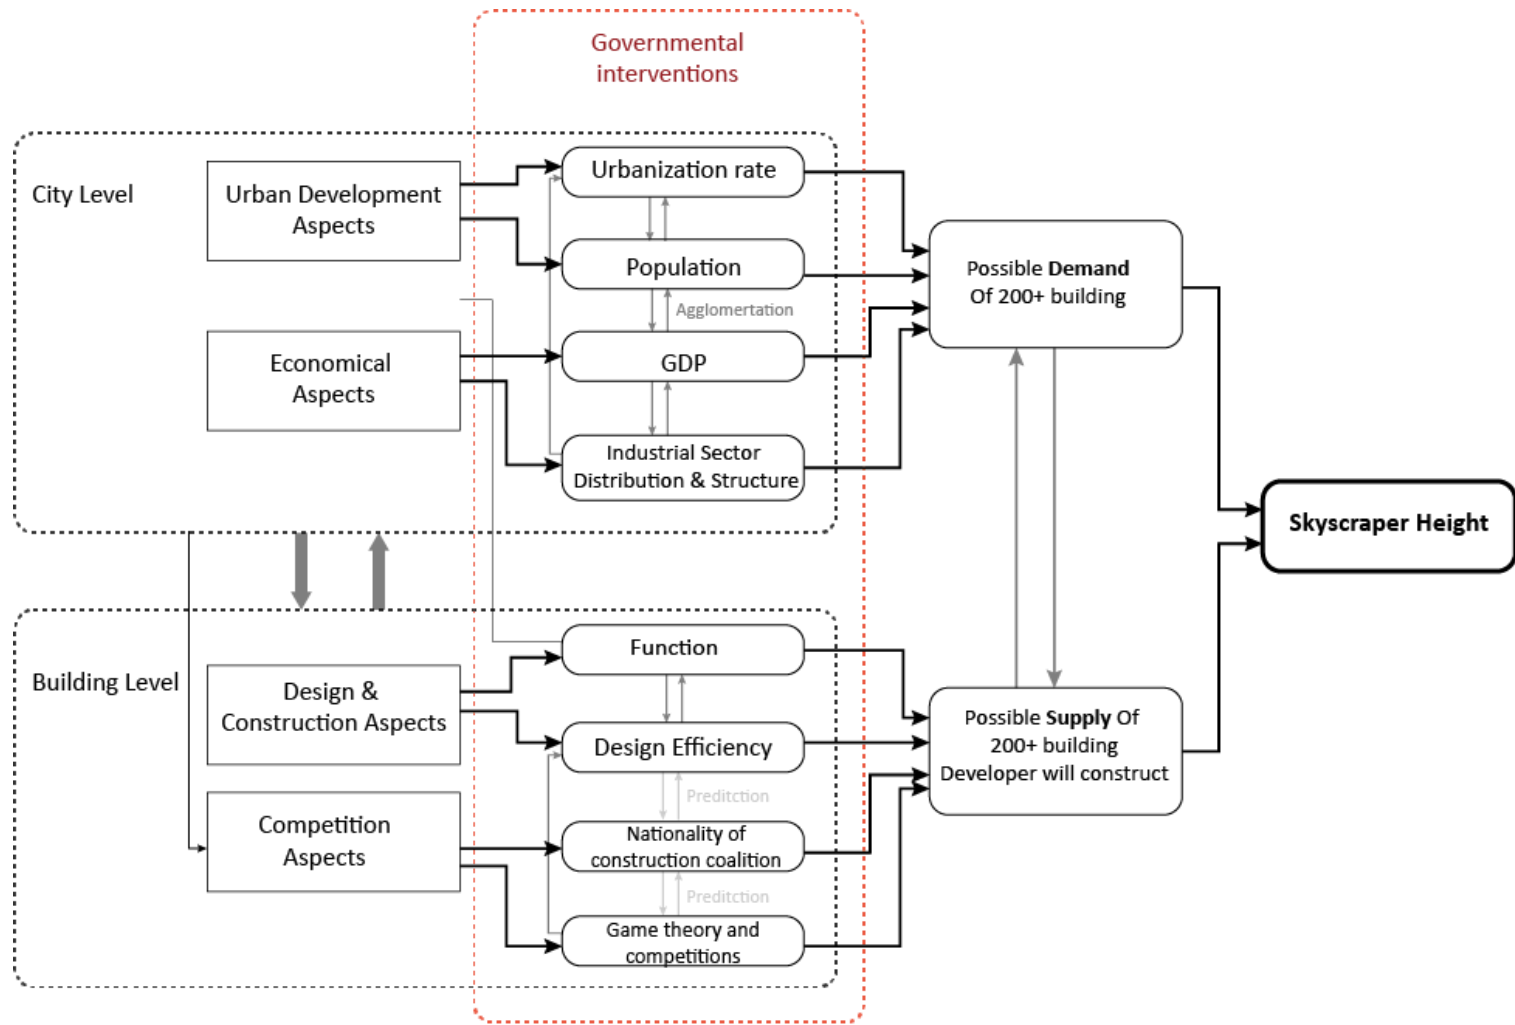 Governmental
interventions
City Level
Urban Development
Aspects
Economical
Aspects
Urbanization rate
Population
Agglomertation
GDP
Industrial Sector
Distribution & Structure
Possible Demand
Of 200+ building
Skyscraper Height
Building Level
Design &
Construction Aspects
Competition
Aspects
Function
Design Efficiency
Preditction
Nationality of
construction coalition
Preditction
Game theory and
competitions
Possible Supply Of
200+ building
Developer will construct